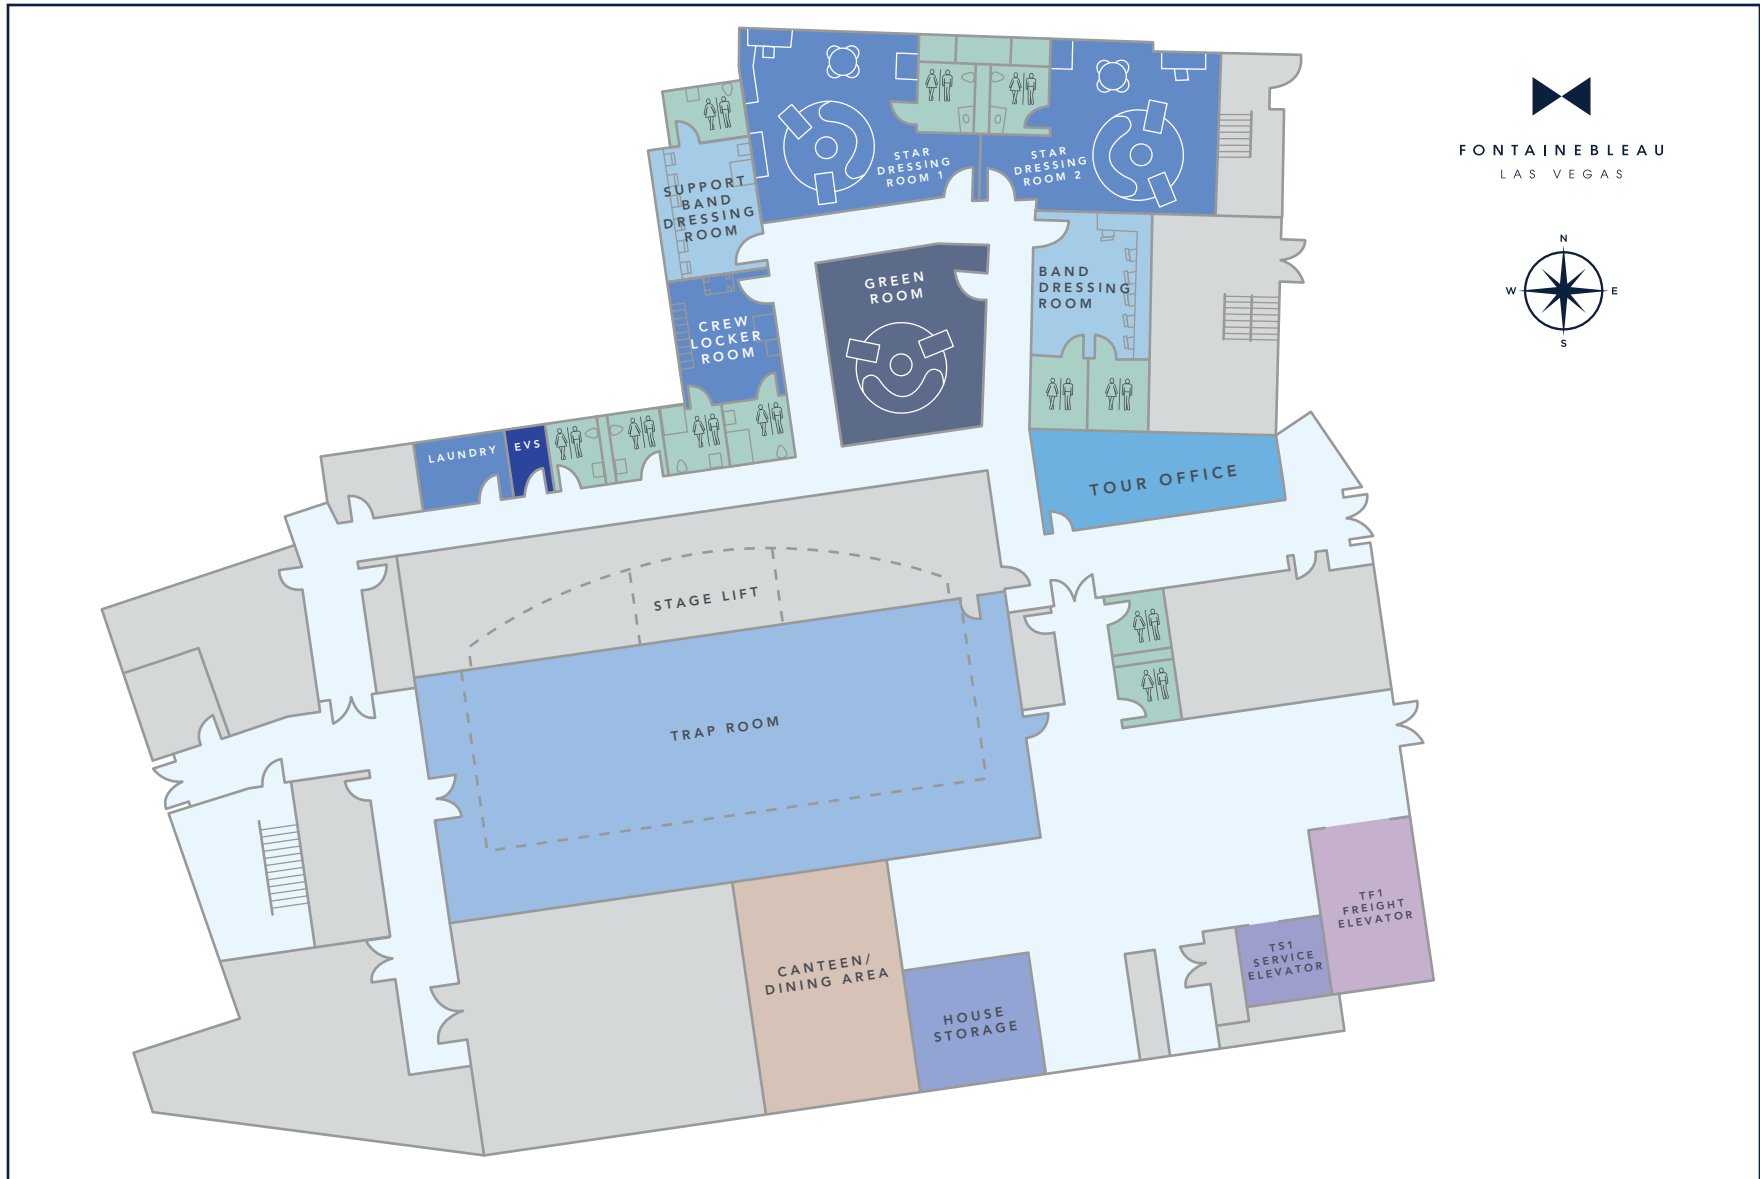 FONTAINEBLEAU
LAS VEGAS
N
W
E
S
STAR
DRESSING
ROOM 1
STAR
DRESSING
ROOM 2
SUPPORT
BAND
DRESSING
ROOM
GREEN
ROOM
BAND
DRESSING
ROOM
CREW
LOCKER
ROOM
LAUNDRY
EVS
TOUR OFFICE
STAGE LIFT
TRAP ROOM
CANTEEN/
DINING AREA
HOUSE
STORAGE
TS1
SERVICE
ELEVATOR
TF1
FREIGHT
ELEVATOR